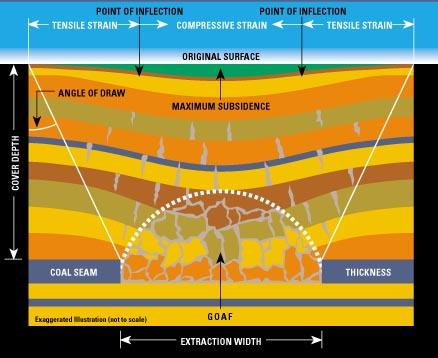 POINT OF INFLECTION POINT OF INFLECTION
TENSILE STRAIN COMPRESSIVE STRAIN TENSILE STRAIN
ORIGINAL SURFACE
ANGLE OF DRAW
MAXIMUM SUBSIDENCE
COVER DEPTH
COAL SEAM THICKNESS
GOAF
Exaggerated Illustration (not to scale)
EXTRACTION WIDTH